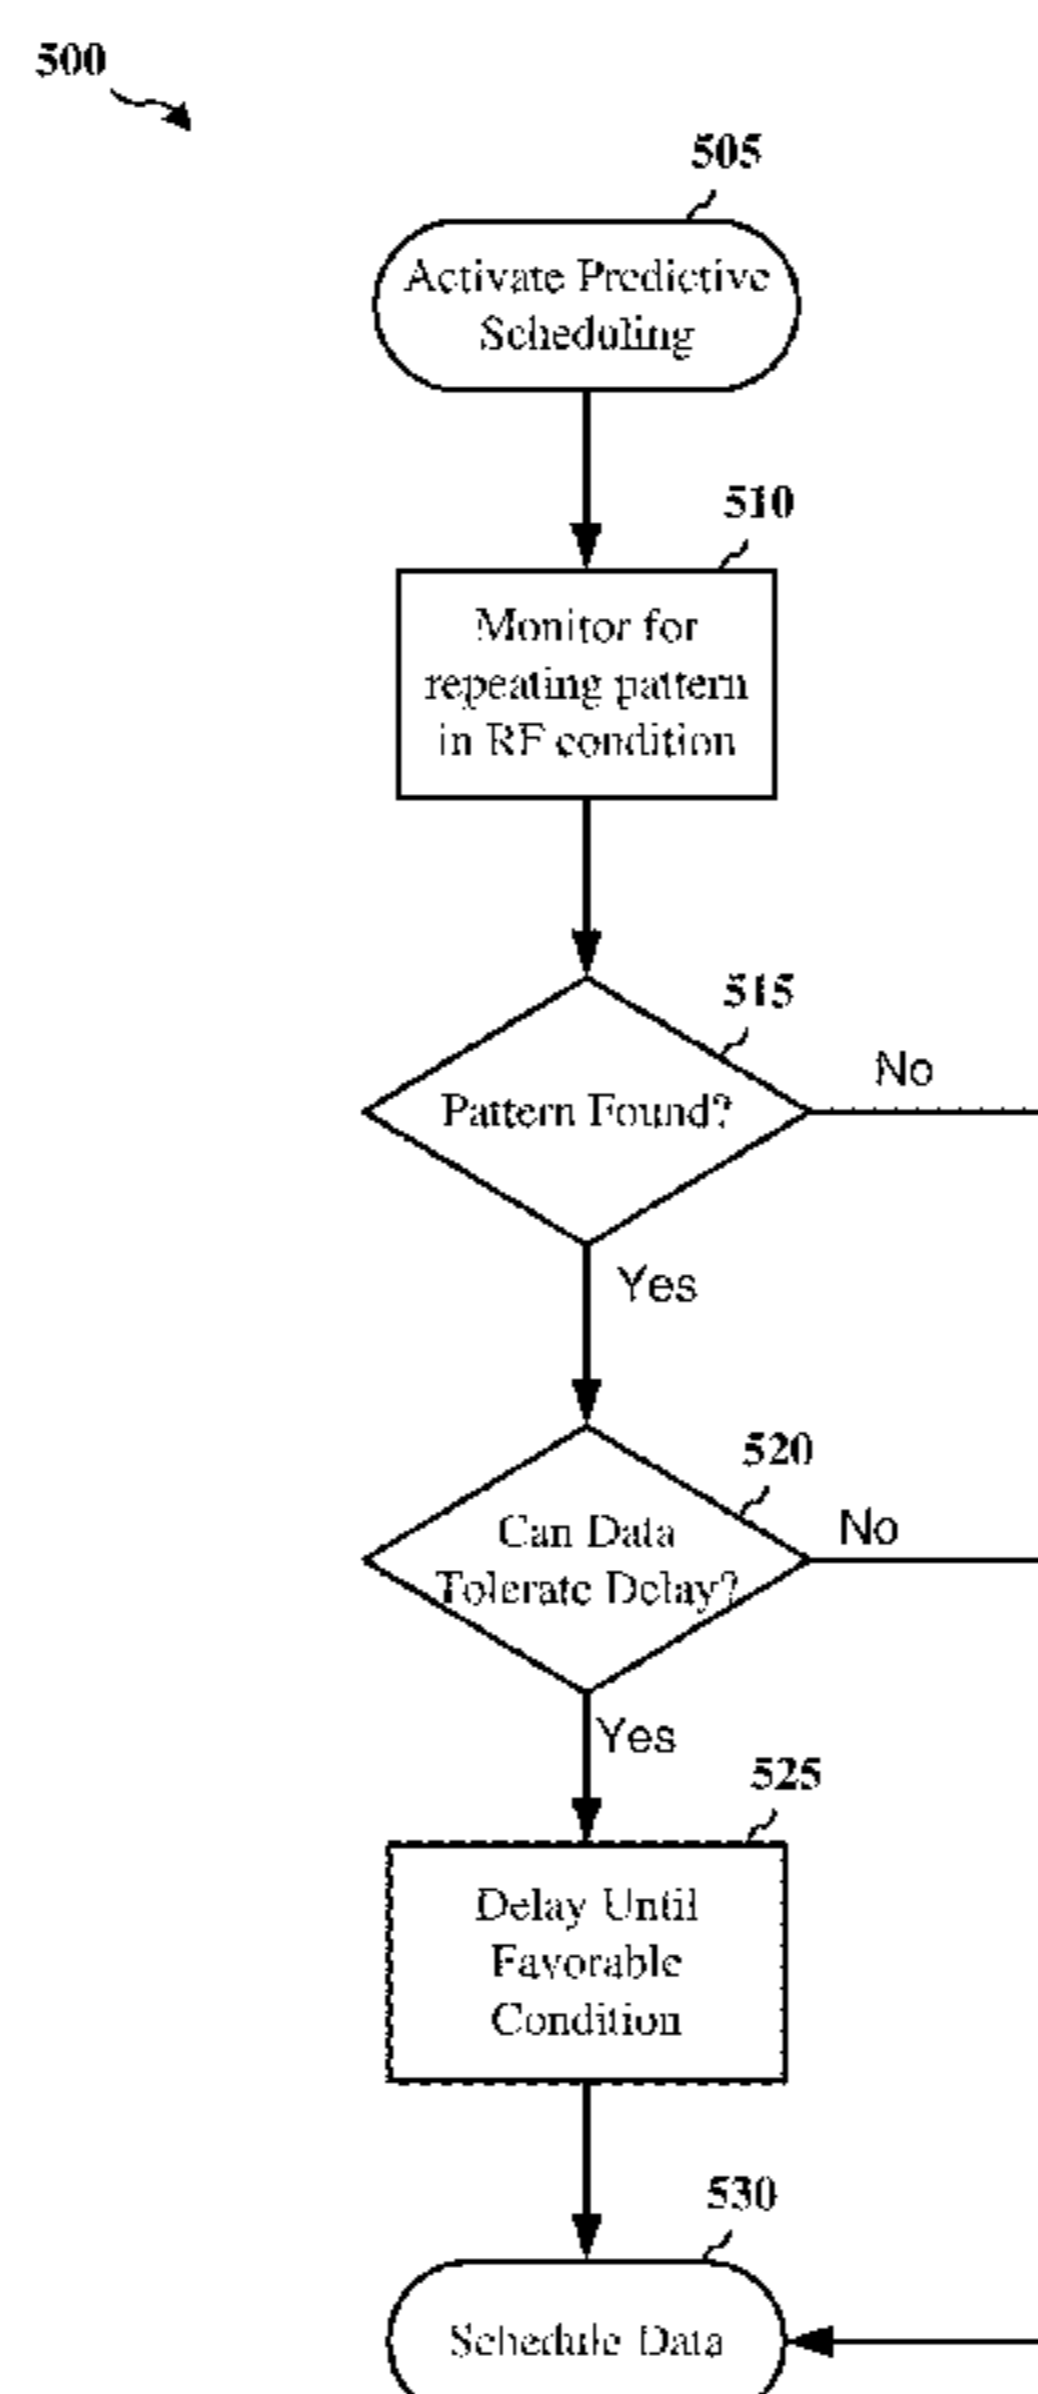 500
505
Activate Predictive
Scheduling
510
Monitor for
repeating pattern
in RF condition
515
No
Pattern Found?
Yes
520
No
Can Data
Tolerate Delay?
Yes
525
Delay Until
Favorable
Condition
530
Schedule Data